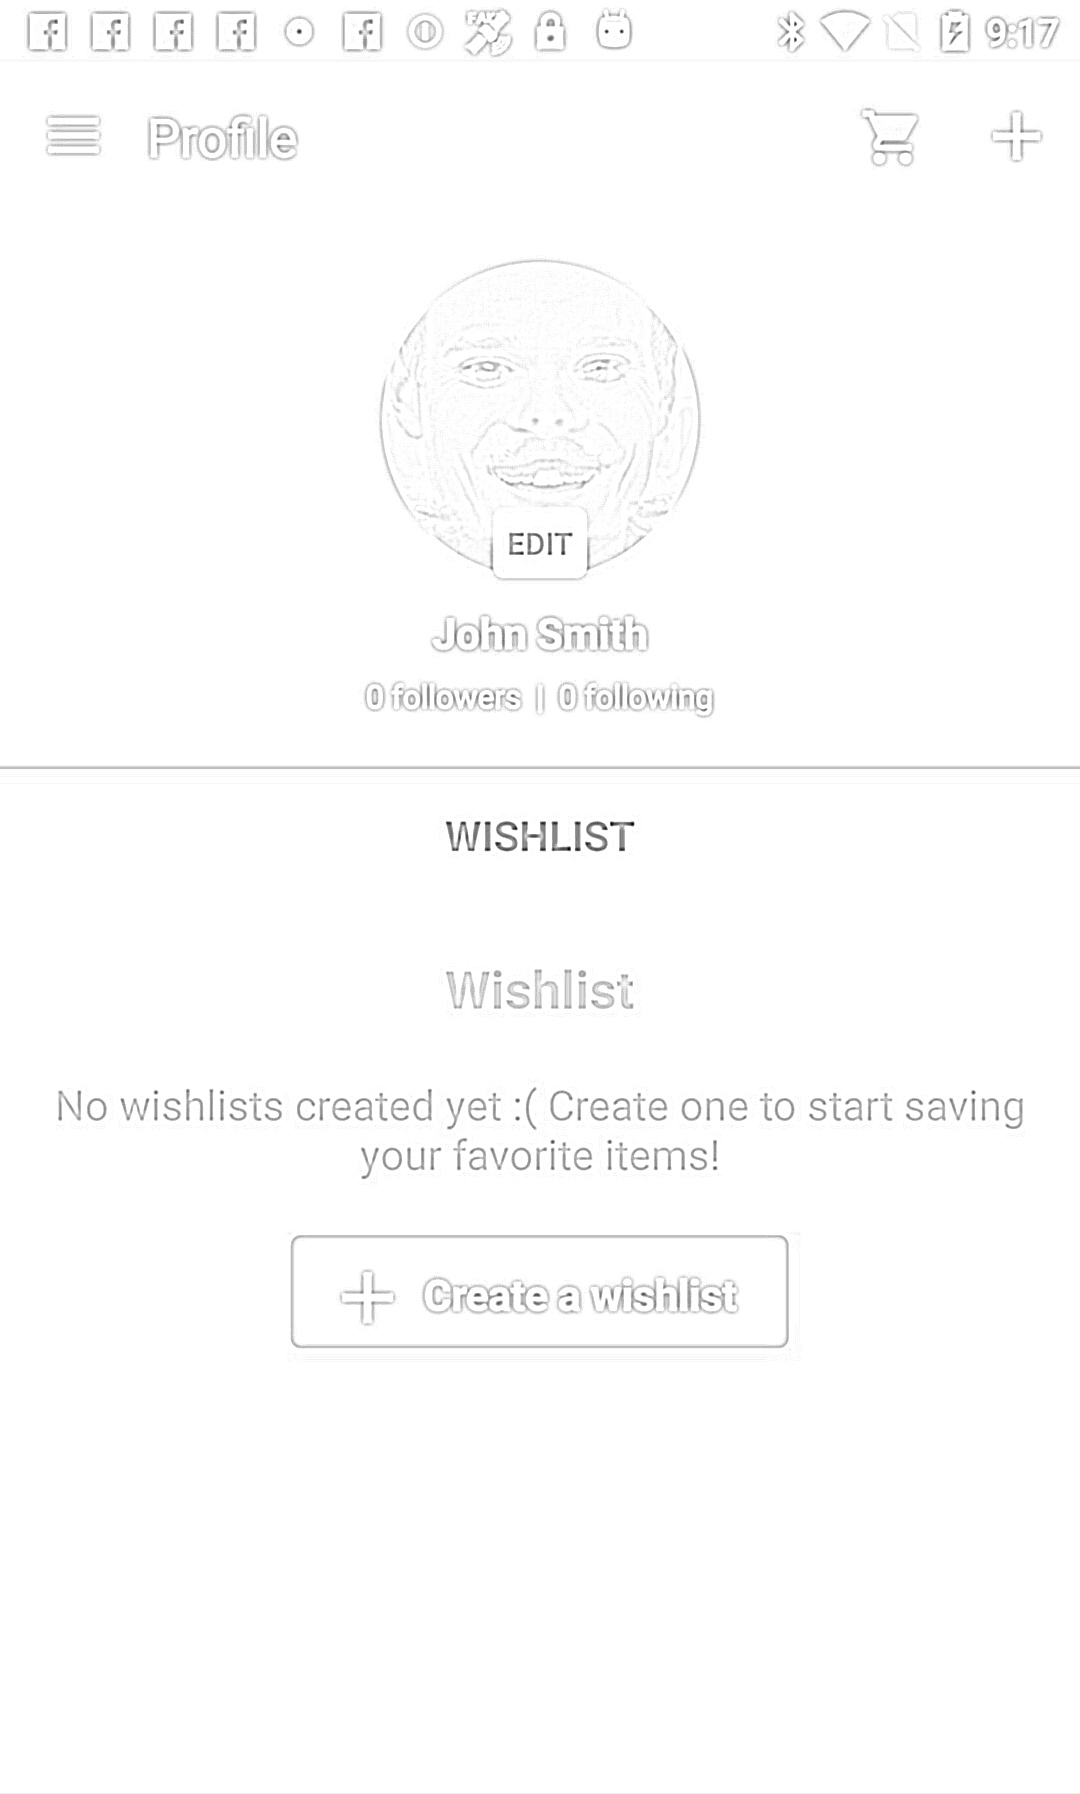 9:17
Profile
EDIT
John Smith
0 followers | 0 following
WISHLIST
Wishlist
No wishlists created yet :( Create one to start saving
your favorite items!
Create a wishlist